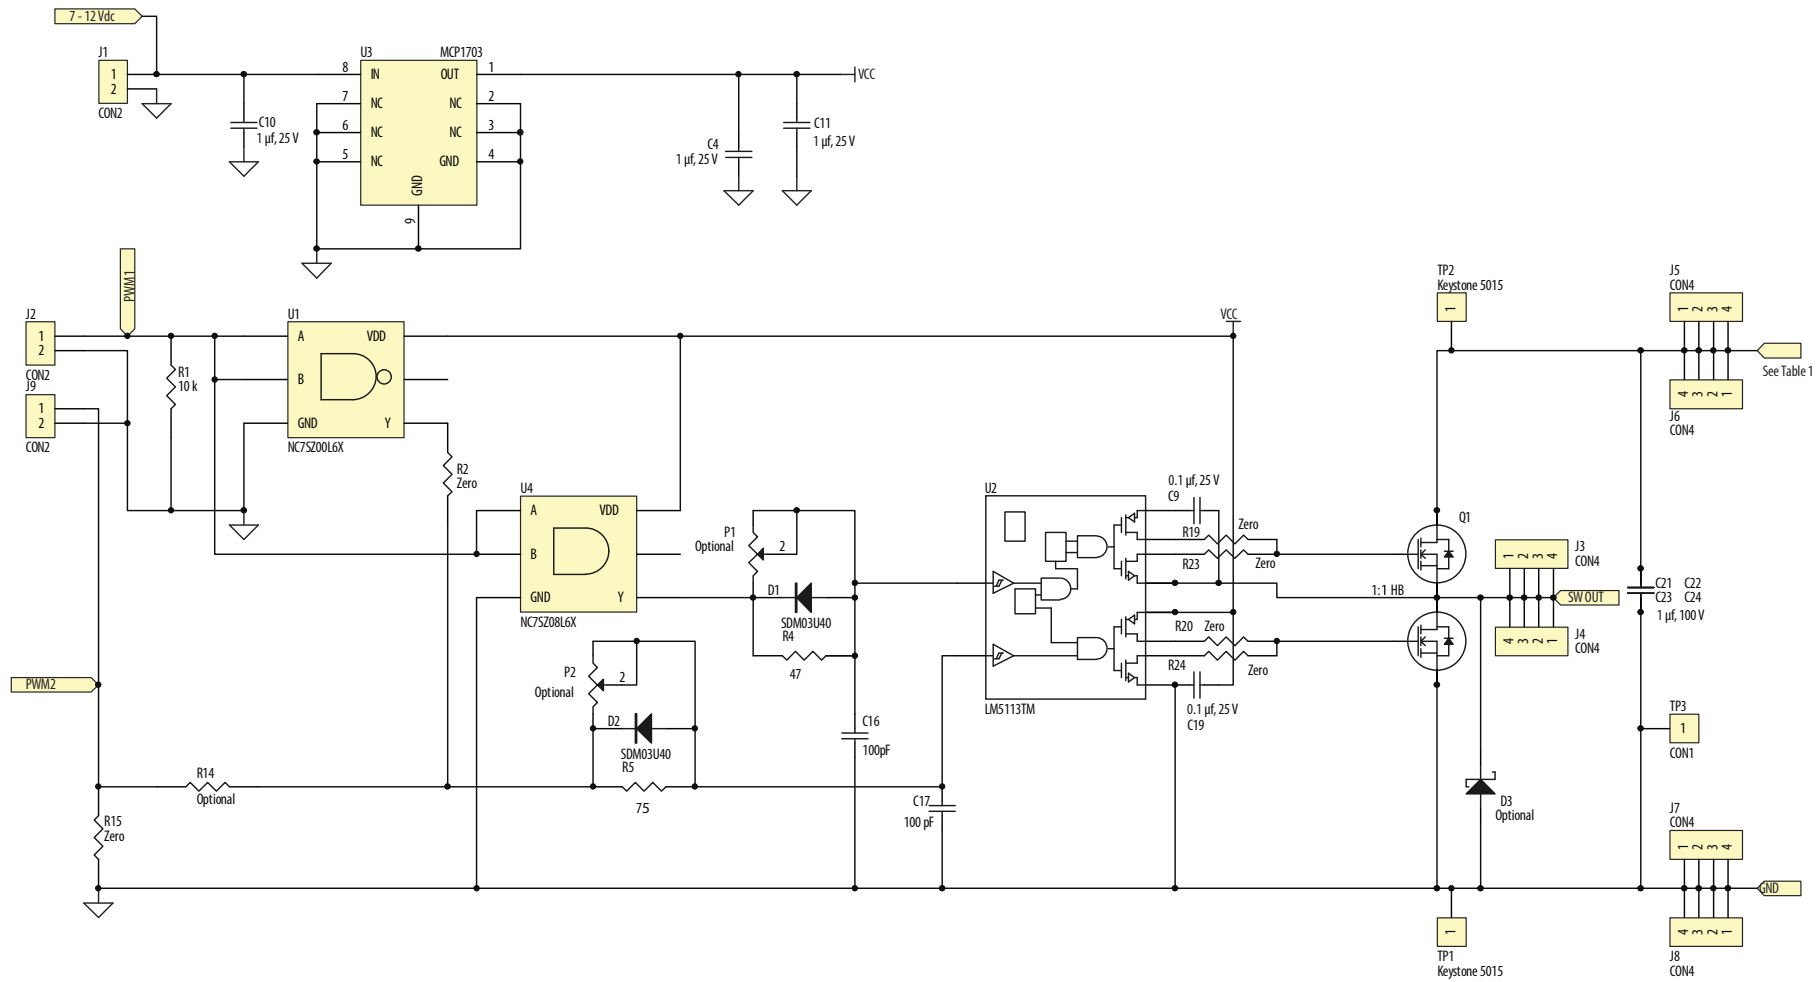 7 - 12 Vdc
J1
1
2
CON2
C10
1 µf, 25 V
U3
MCP1703
8
IN
OUT
1
7
NC
NC
2
6
NC
NC
3
5
NC
GND
4
GND
9
C4
1 µf, 25 V
C11
1 µf, 25 V
VCC
PWM1
J2
1
2
CON2
J9
1
2
CON2
R1
10 k
U1
A
VDD
B
GND
Y
NC7SZ00L6X
R2
Zero
U4
A
VDD
B
GND
Y
NC7SZ08L6X
P1
Optional
2
D1
SDM03U40
R4
47
P2
Optional
2
D2
SDM03U40
R5
75
C16
100pF
C17
100 pF
PWM2
R14
Optional
R15
Zero
VCC
U2
LM5113TM
0.1 µf, 25 V
C9
R19
Zero
R23
Zero
R20
Zero
R24
Zero
0.1 µf, 25 V
C19
1:1 HB
Q1
TP2
Keystone 5015
1
J5
CON4
1 2 3 4
See Table 1
4 3 2 1
J6
CON4
1 2 3 4
J3
CON4
SW OUT
4 3 2 1
J4
CON4
C21 C22
C23 C24
1 µf, 100 V
TP3
1
CON1
D3
Optional
J7
CON4
1 2 3 4
GND
4 3 2 1
J8
CON4
1
TP1
Keystone 5015